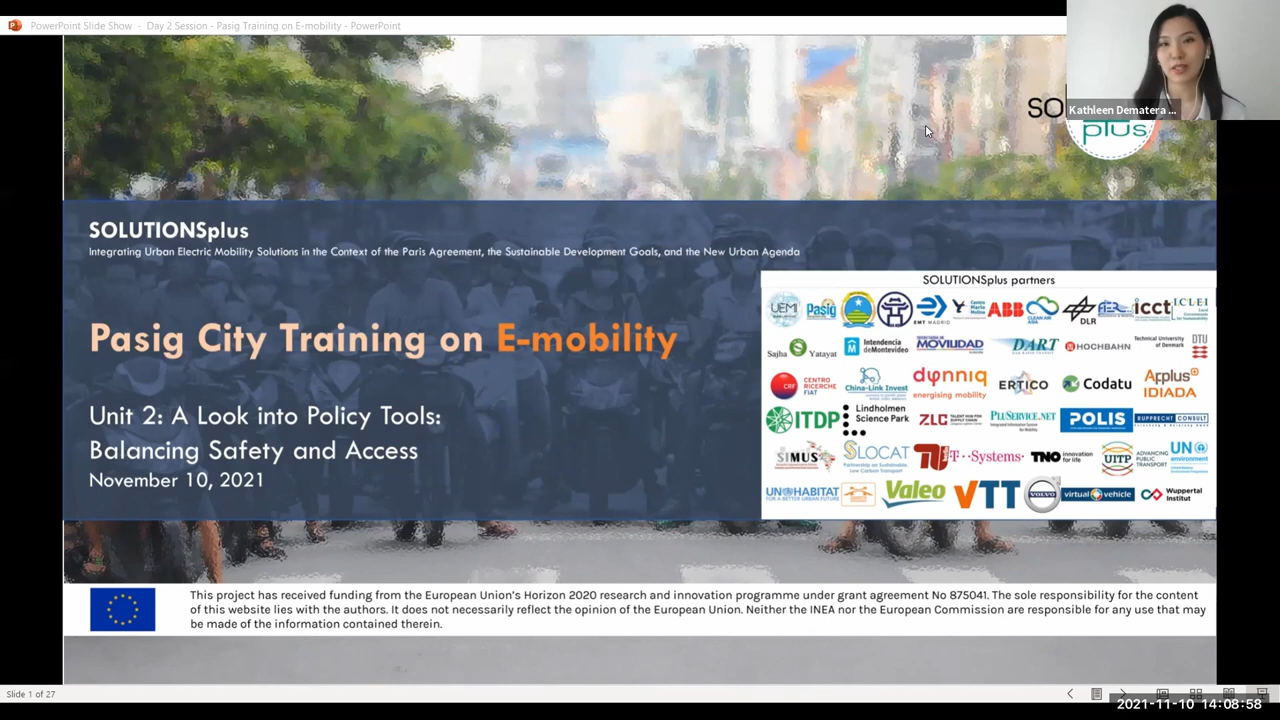 PowerPoint Slide Show - Day 2 Session - Pasig Training on E-mobility - PowerPoint
Kathleen Dematera ...
SO
plus
SOLUTIONSplus
Integrating Urban Electric Mobility Solutions in the Context of the Paris Agreement, the Sustainable Development Goals, and the New Urban Agenda
Pasig City Training on E-mobility
Unit 2: A Look into Policy Tools:
Balancing Safety and Access
November 10, 2021
SOLUTIONSplus partners
UEMI Pasig EMT MADRID ABB CLEAN AIR ASIA DLR icct I.C.L.E.I
Sajha Yatayat Intendencia de Montevideo MOVILIDAD DART HOCHBAHN Technical University of Denmark DTU
CRF CENTRO RICERCHE FIAT China-Link Invest dynniq energising mobility ERTICO Codatu Applus+ IDIADA
ITDP Lindholmen Science Park ZLC PLUSERVICE.NET POLIS RUPPRECHT CONSULT
SIMUS SLOCAT Partnership on Sustainable, Low Carbon Transport T··Systems· TNO innovation for life UITP ADVANCING PUBLIC TRANSPORT UN environment
UN HABITAT FOR A BETTER URBAN FUTURE Valeo VTT VOLVO virtual vehicle Wuppertal Institut
This project has received funding from the European Union's Horizon 2020 research and innovation programme under grant agreement No 875041. The sole responsibility for the content
of this website lies with the authors. It does not necessarily reflect the opinion of the European Union. Neither the INEA nor the European Commission are responsible for any use that may
be made of the information contained therein.
Slide 1 of 27
2021-11-10 14:08:58